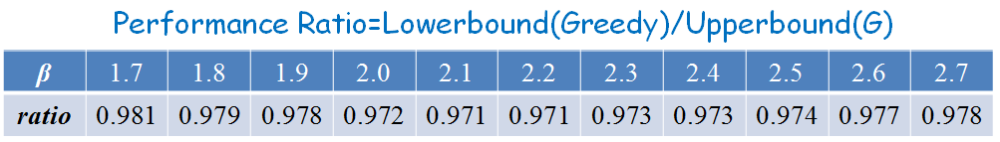 Performance Ratio=Lowerbound(Greedy)/Upperbound(G)
β 1.7 1.8 1.9 2.0 2.1 2.2 2.3 2.4 2.5 2.6 2.7
ratio 0.981 0.979 0.978 0.972 0.971 0.971 0.973 0.973 0.974 0.977 0.978